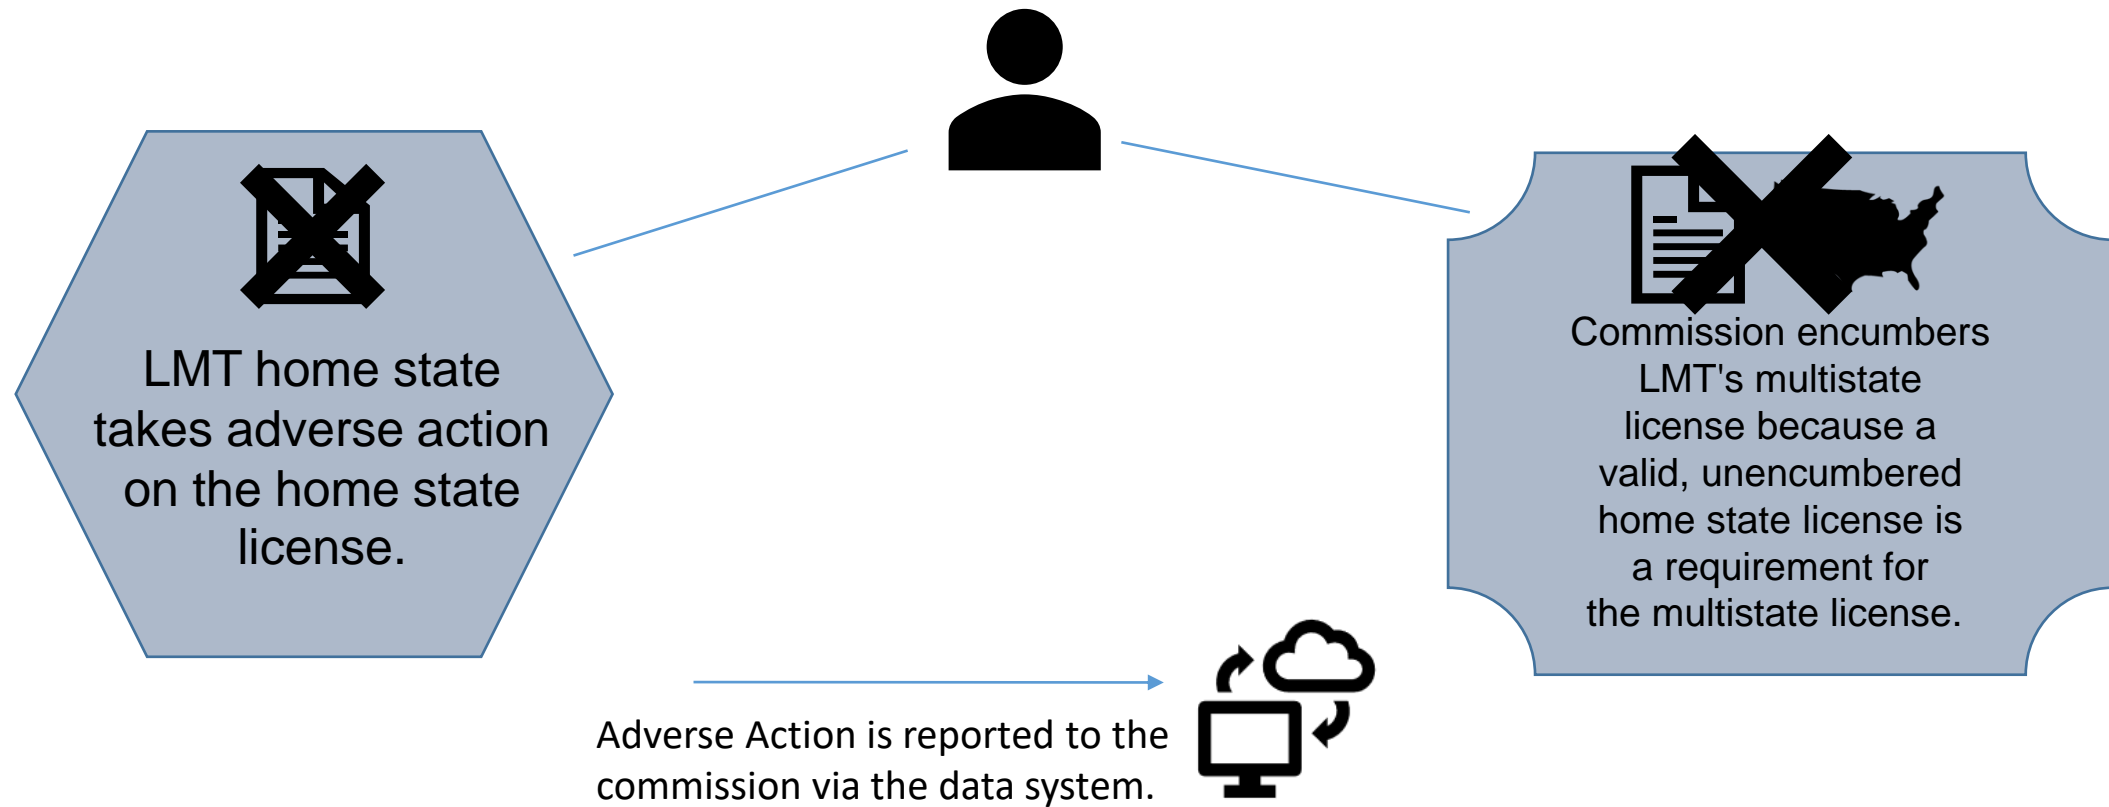 LMT home state
takes adverse action
on the home state
license.
Commission encumbers
LMT's multistate
license because a
valid, unencumbered
home state license is
a requirement for
the multistate license.
Adverse Action is reported to the
commission via the data system.